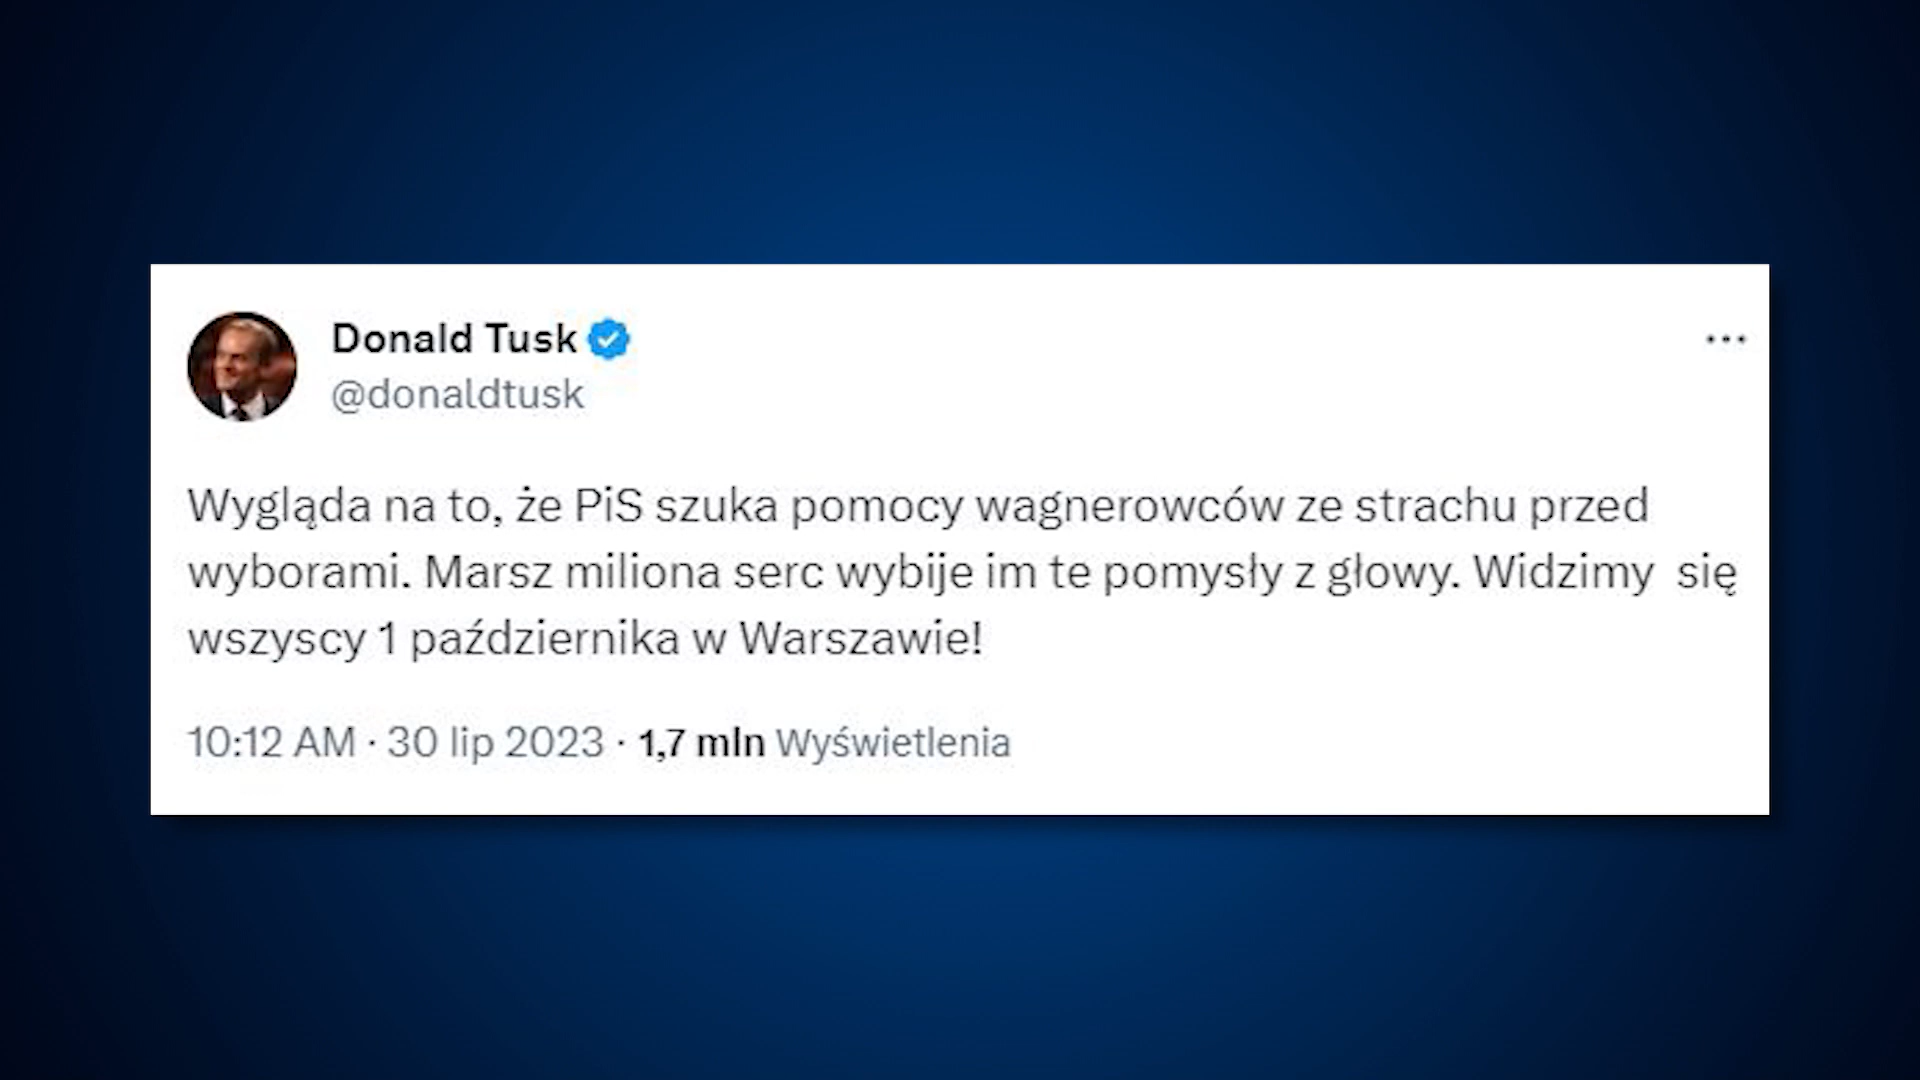 Donald Tusk
@donaldtusk
Wygląda na to, że PiS szuka pomocy wagnerowców ze strachu przed
wyborami. Marsz miliona serc wybije im te pomysły z głowy. Widzimy  się
wszyscy 1 października w Warszawie!
10:12 AM · 30 lip 2023 · 1,7 mln Wyświetlenia